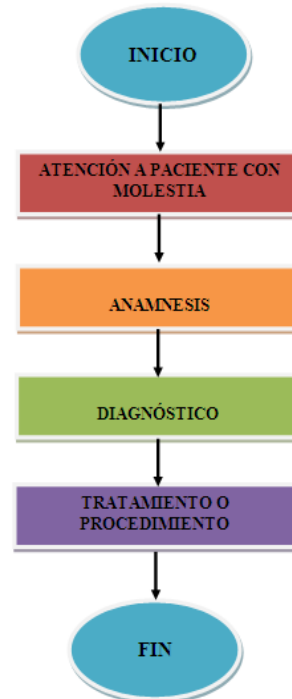 INICIO
ATENCIÓN A PACIENTE CON
MOLESTIA
ANAMNESIS
DIAGNÓSTICO
TRATAMIENTO O
PROCEDIMIENTO
FIN